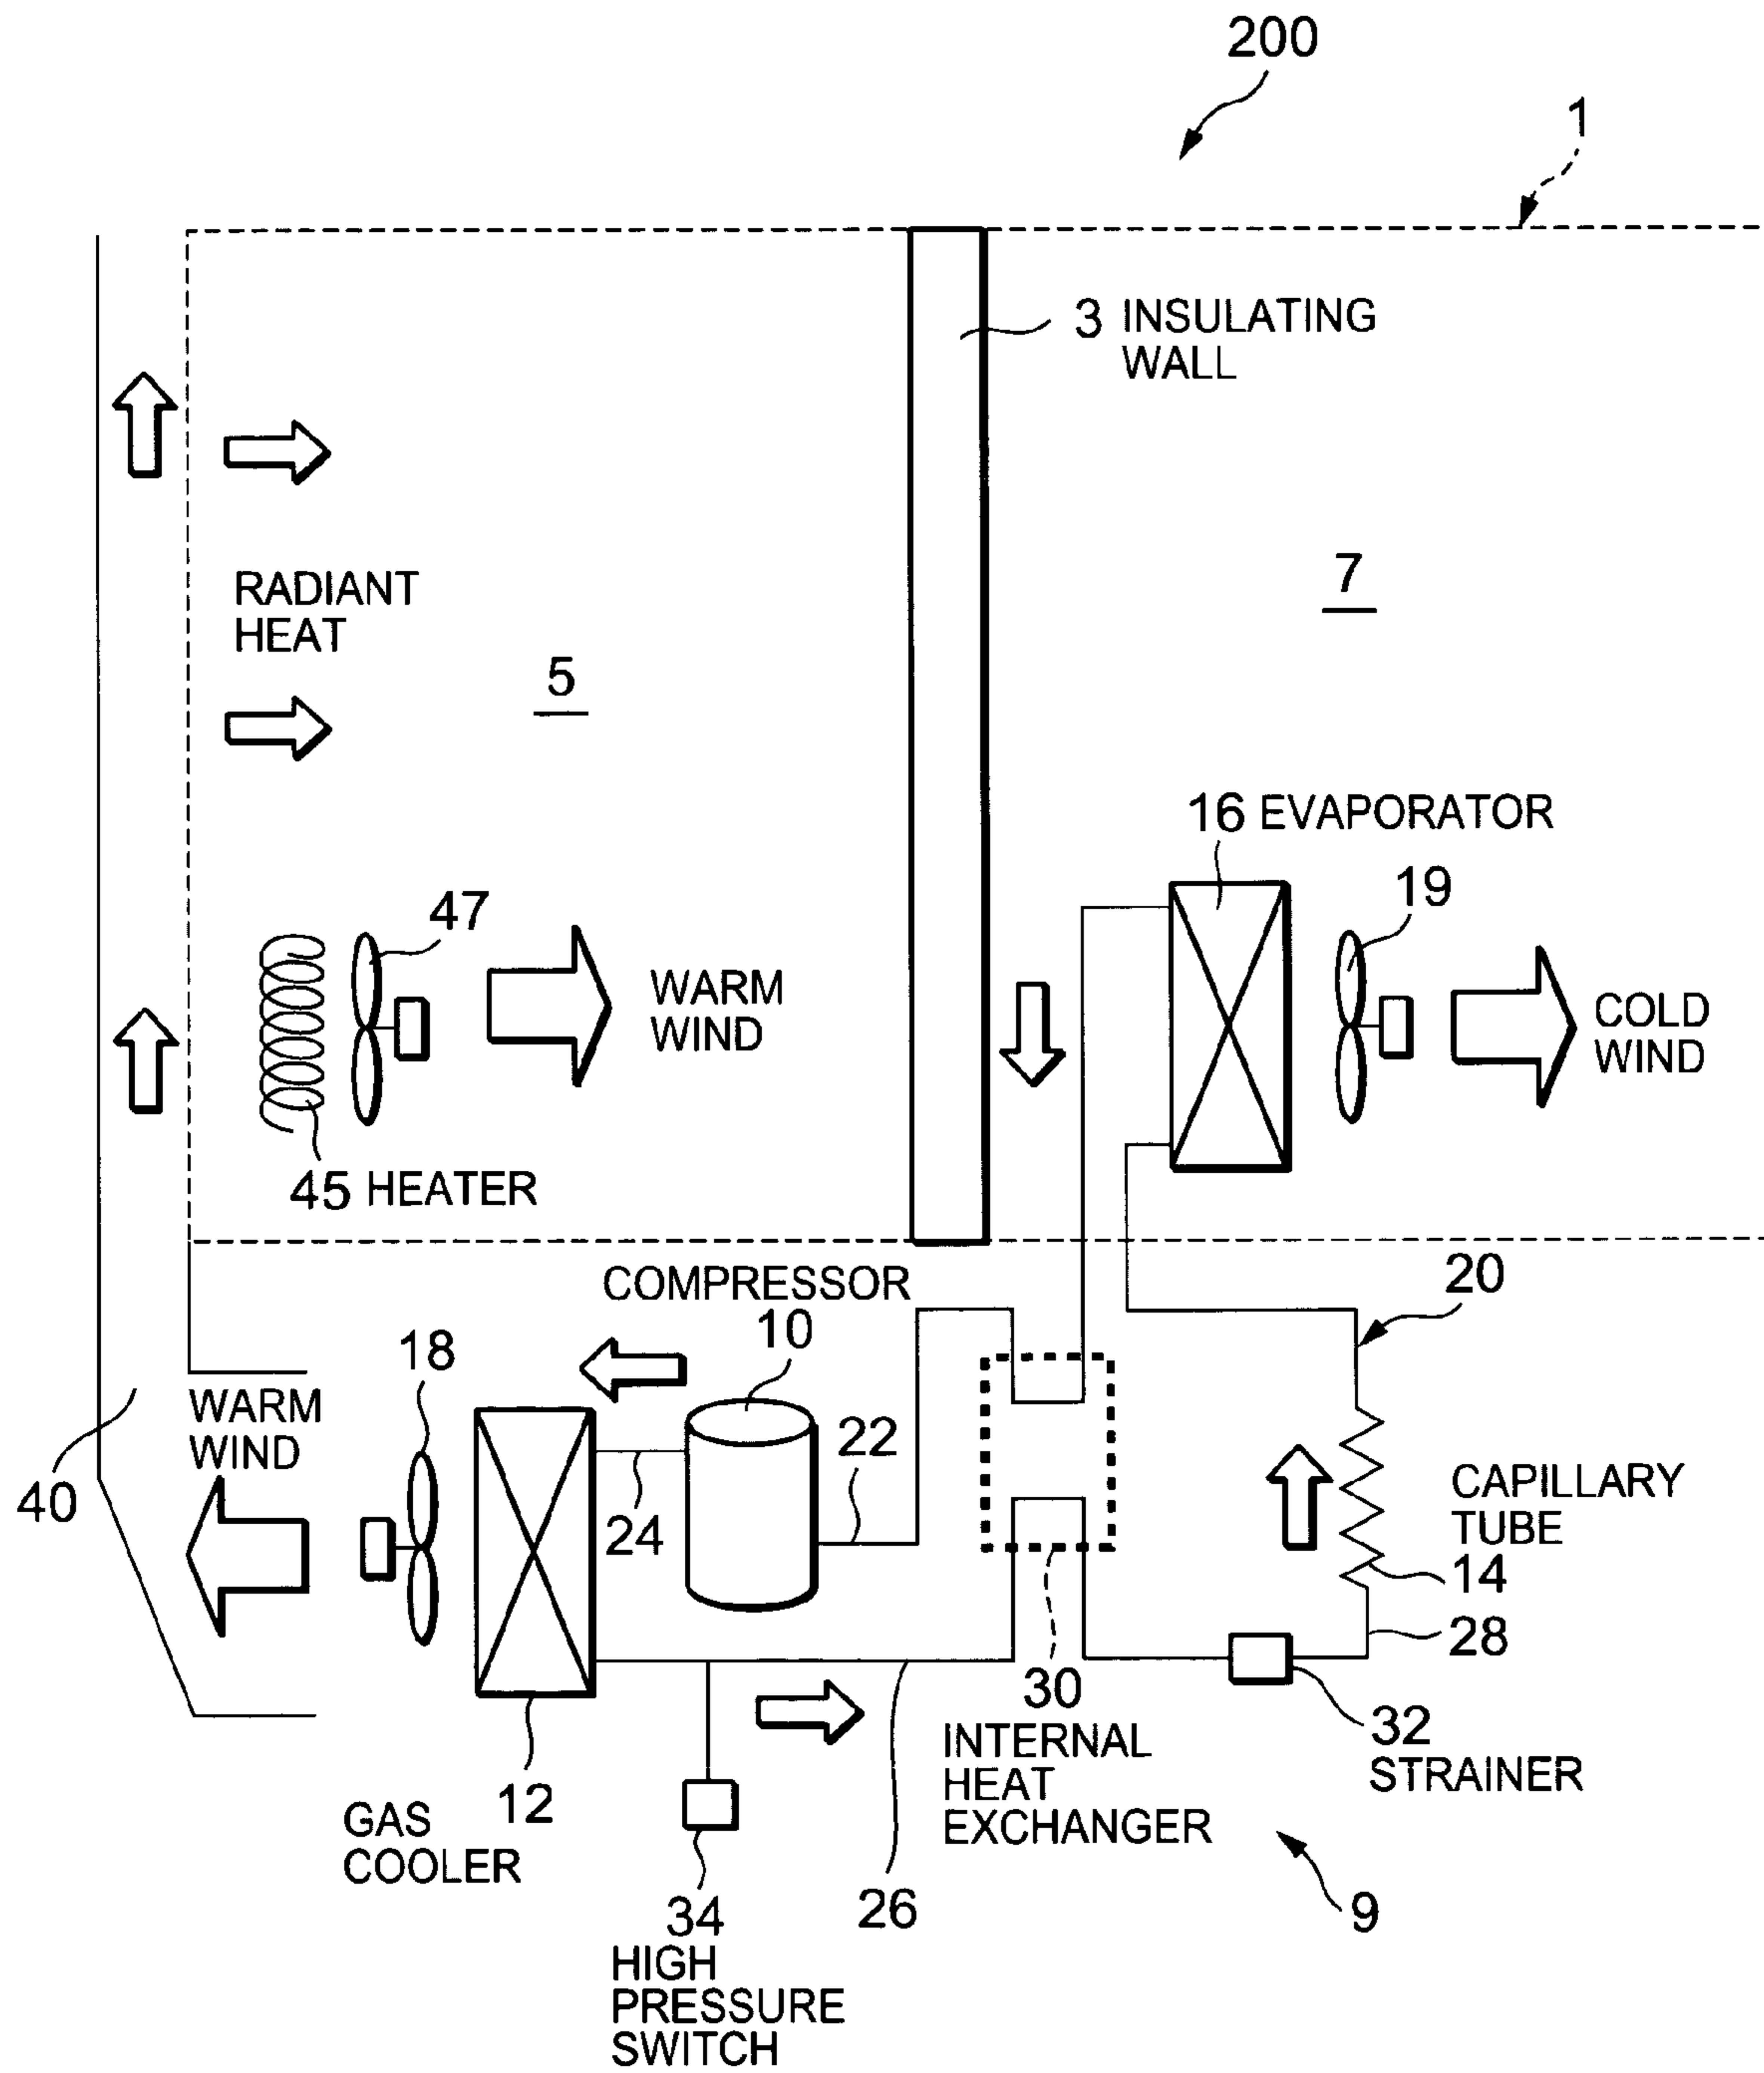 200
1
3 INSULATING
WALL
7
RADIANT
HEAT
5
16 EVAPORATOR
19
47
WARM
WIND
COLD
WIND
45 HEATER
COMPRESSOR
10
20
18
WARM
WIND
22
24
40
CAPILLARY
TUBE
14
28
30
INTERNAL
HEAT
EXCHANGER
32
STRAINER
12
GAS
COOLER
34
HIGH
PRESSURE
SWITCH
26
9